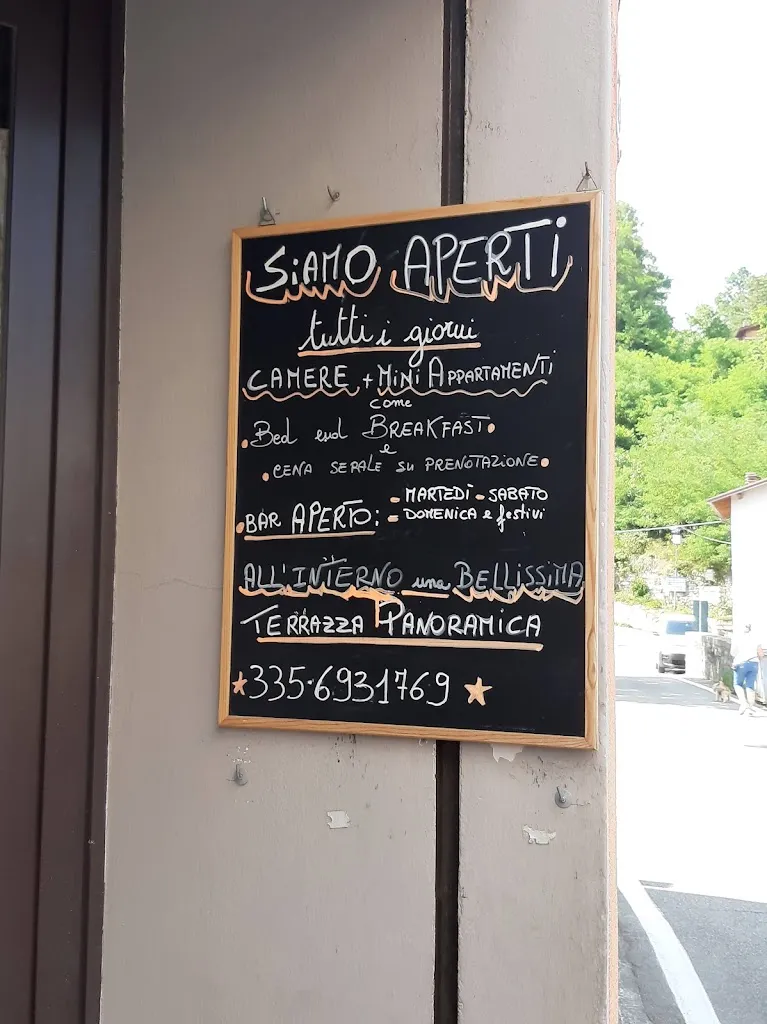 SiAMO APERTi
tutti i giorni
CAMERE + MiNi APPARTAMENTi
come
Bed end BREAKFAST
e
CENA SERALE SU PRENOTAZIONE
BAR APERTO: - MARTEDÌ - SABATO
- DOMENICA e festivi
ALL'INTERNO una BELLiSSiMA
TERRAZZA PANORAMICA
335·6931769